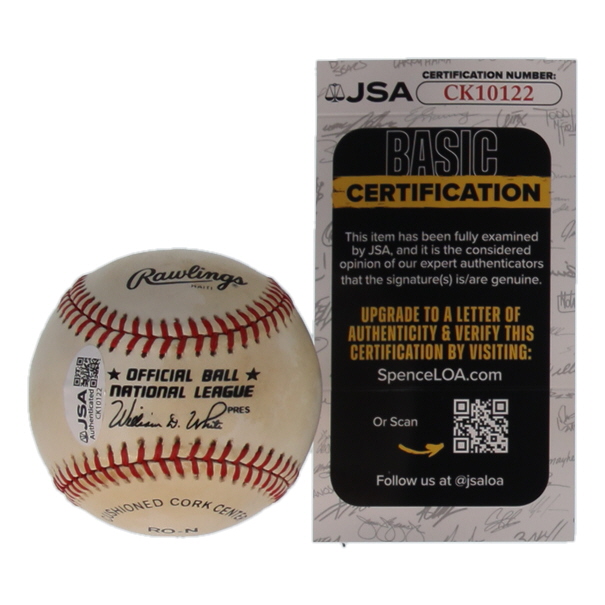 Rawlings
HAITI
★ OFFICIAL BALL ★
NATIONAL LEAGUE
William D. White
PRES
CUSHIONED CORK CENTER
RO-N
JSA
Authenticated
CK10122
JSA
CERTIFICATION NUMBER:
CK10122
BASIC
CERTIFICATION
This item has been fully examined
by JSA, and it is the considered
opinion of our expert authenticators
that the signature(s) is/are genuine.
UPGRADE TO A LETTER OF
AUTHENTICITY & VERIFY THIS
CERTIFICATION BY VISITING:
SpenceLOA.com
Or Scan
Follow us at @jsaloa